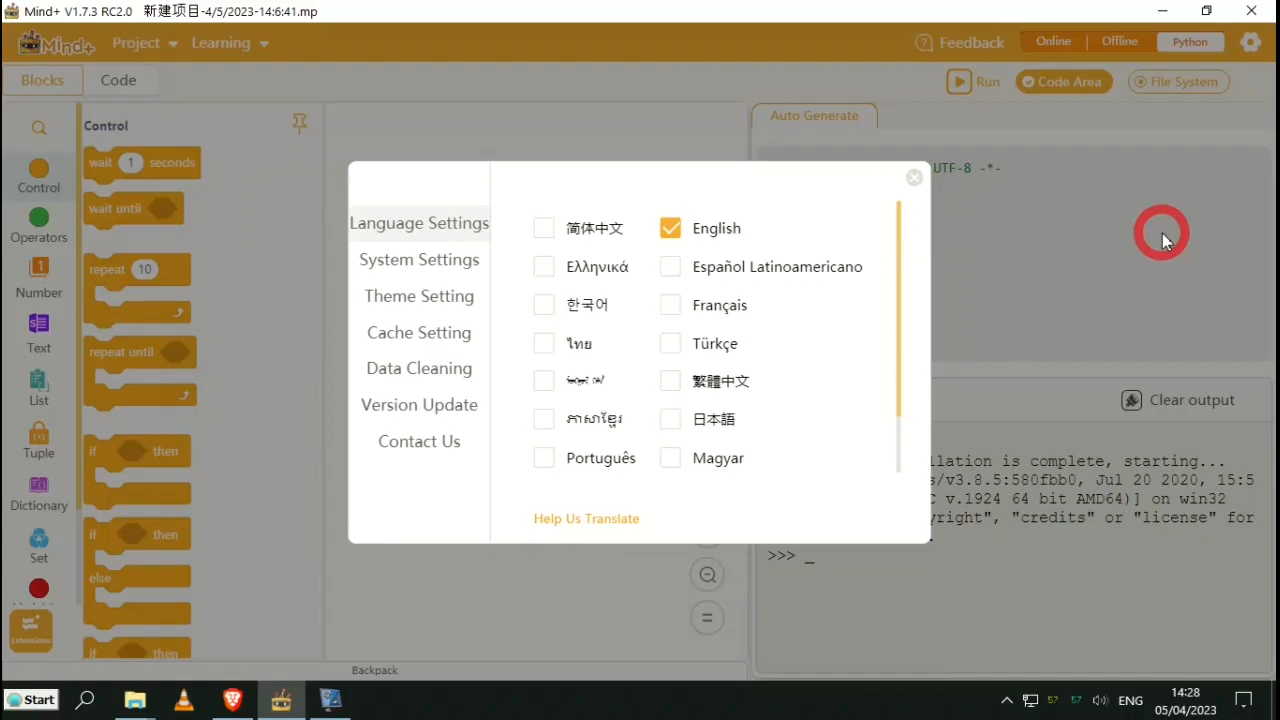 Mind+ V1.7.3 RC2.0 新建项目-4/5/2023-14:6:41.mp
Mind+ Project Learning Feedback Online Offline Python
Blocks Code Run Code Area File System
Control
Auto Generate
wait 1 seconds
UTF-8 -*-
Control
wait until
Operators
repeat 10
Number
repeat until
Text
List
if then
Tuple
Dictionary
if then
Set
else
Extensions
if then
Language Settings
System Settings
Theme Setting
Cache Setting
Data Cleaning
Version Update
Contact Us
简体中文 English
Ελληνικά Español Latinoamericano
한국어 Français
ไทย Türkçe
繁體中文
ភាសាខ្មែរ 日本語
Português Magyar
Help Us Translate
Clear output
llation is complete, starting...
s/v3.8.5:580fbb0, Jul 20 2020, 15:5
C v.1924 64 bit AMD64)] on win32
yright", "credits" or "license" for
>>> _
Backpack
Start 57 57 ENG 14:28
05/04/2023